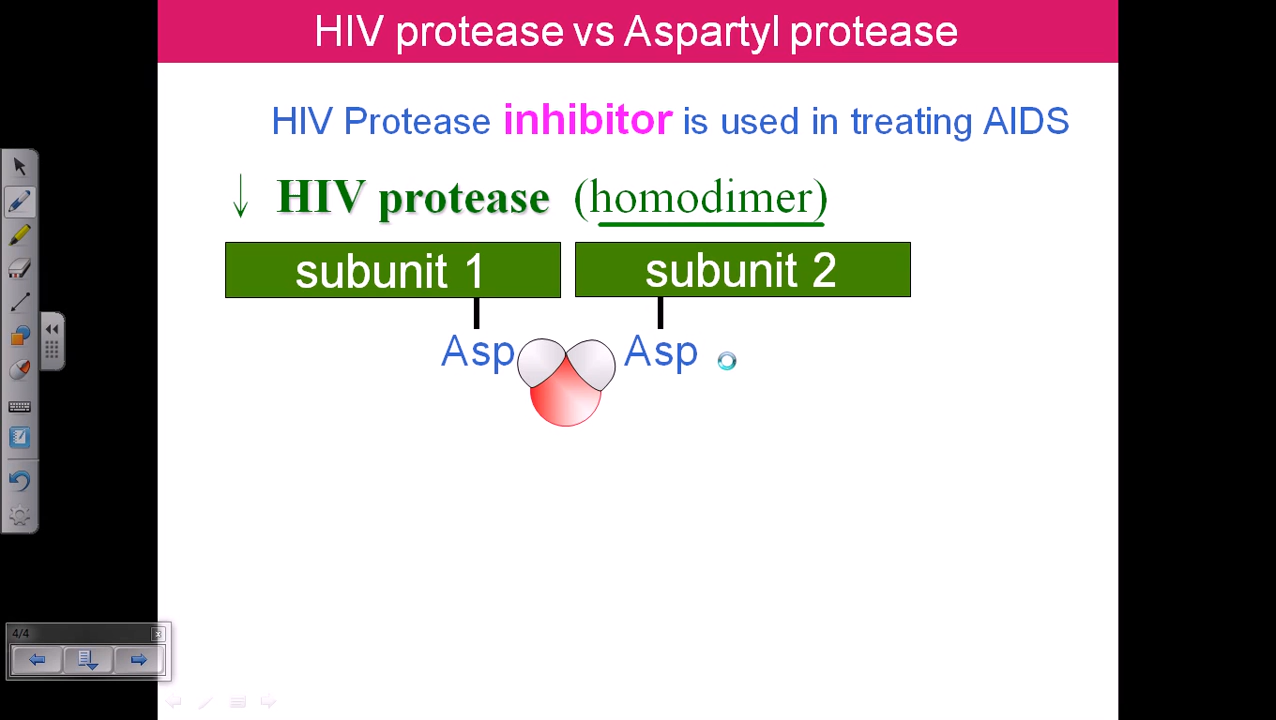 HIV protease vs Aspartyl protease
HIV Protease inhibitor is used in treating AIDS
↓ HIV protease (homodimer)
subunit 1 subunit 2
Asp Asp
4/4